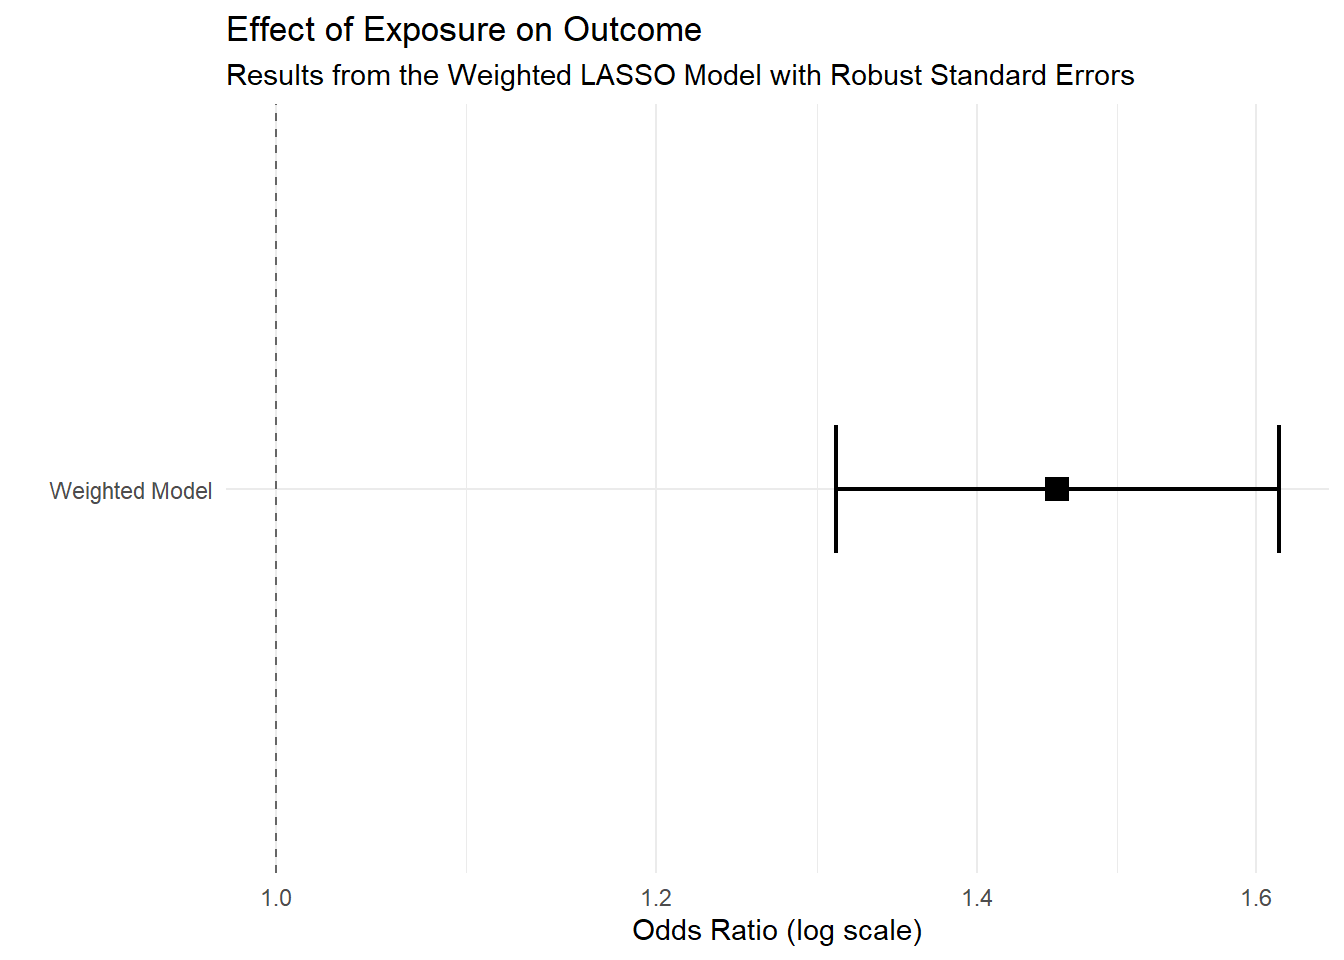 Effect of Exposure on Outcome
Results from the Weighted LASSO Model with Robust Standard Errors
Weighted Model
1.0 1.2 1.4 1.6
Odds Ratio (log scale)